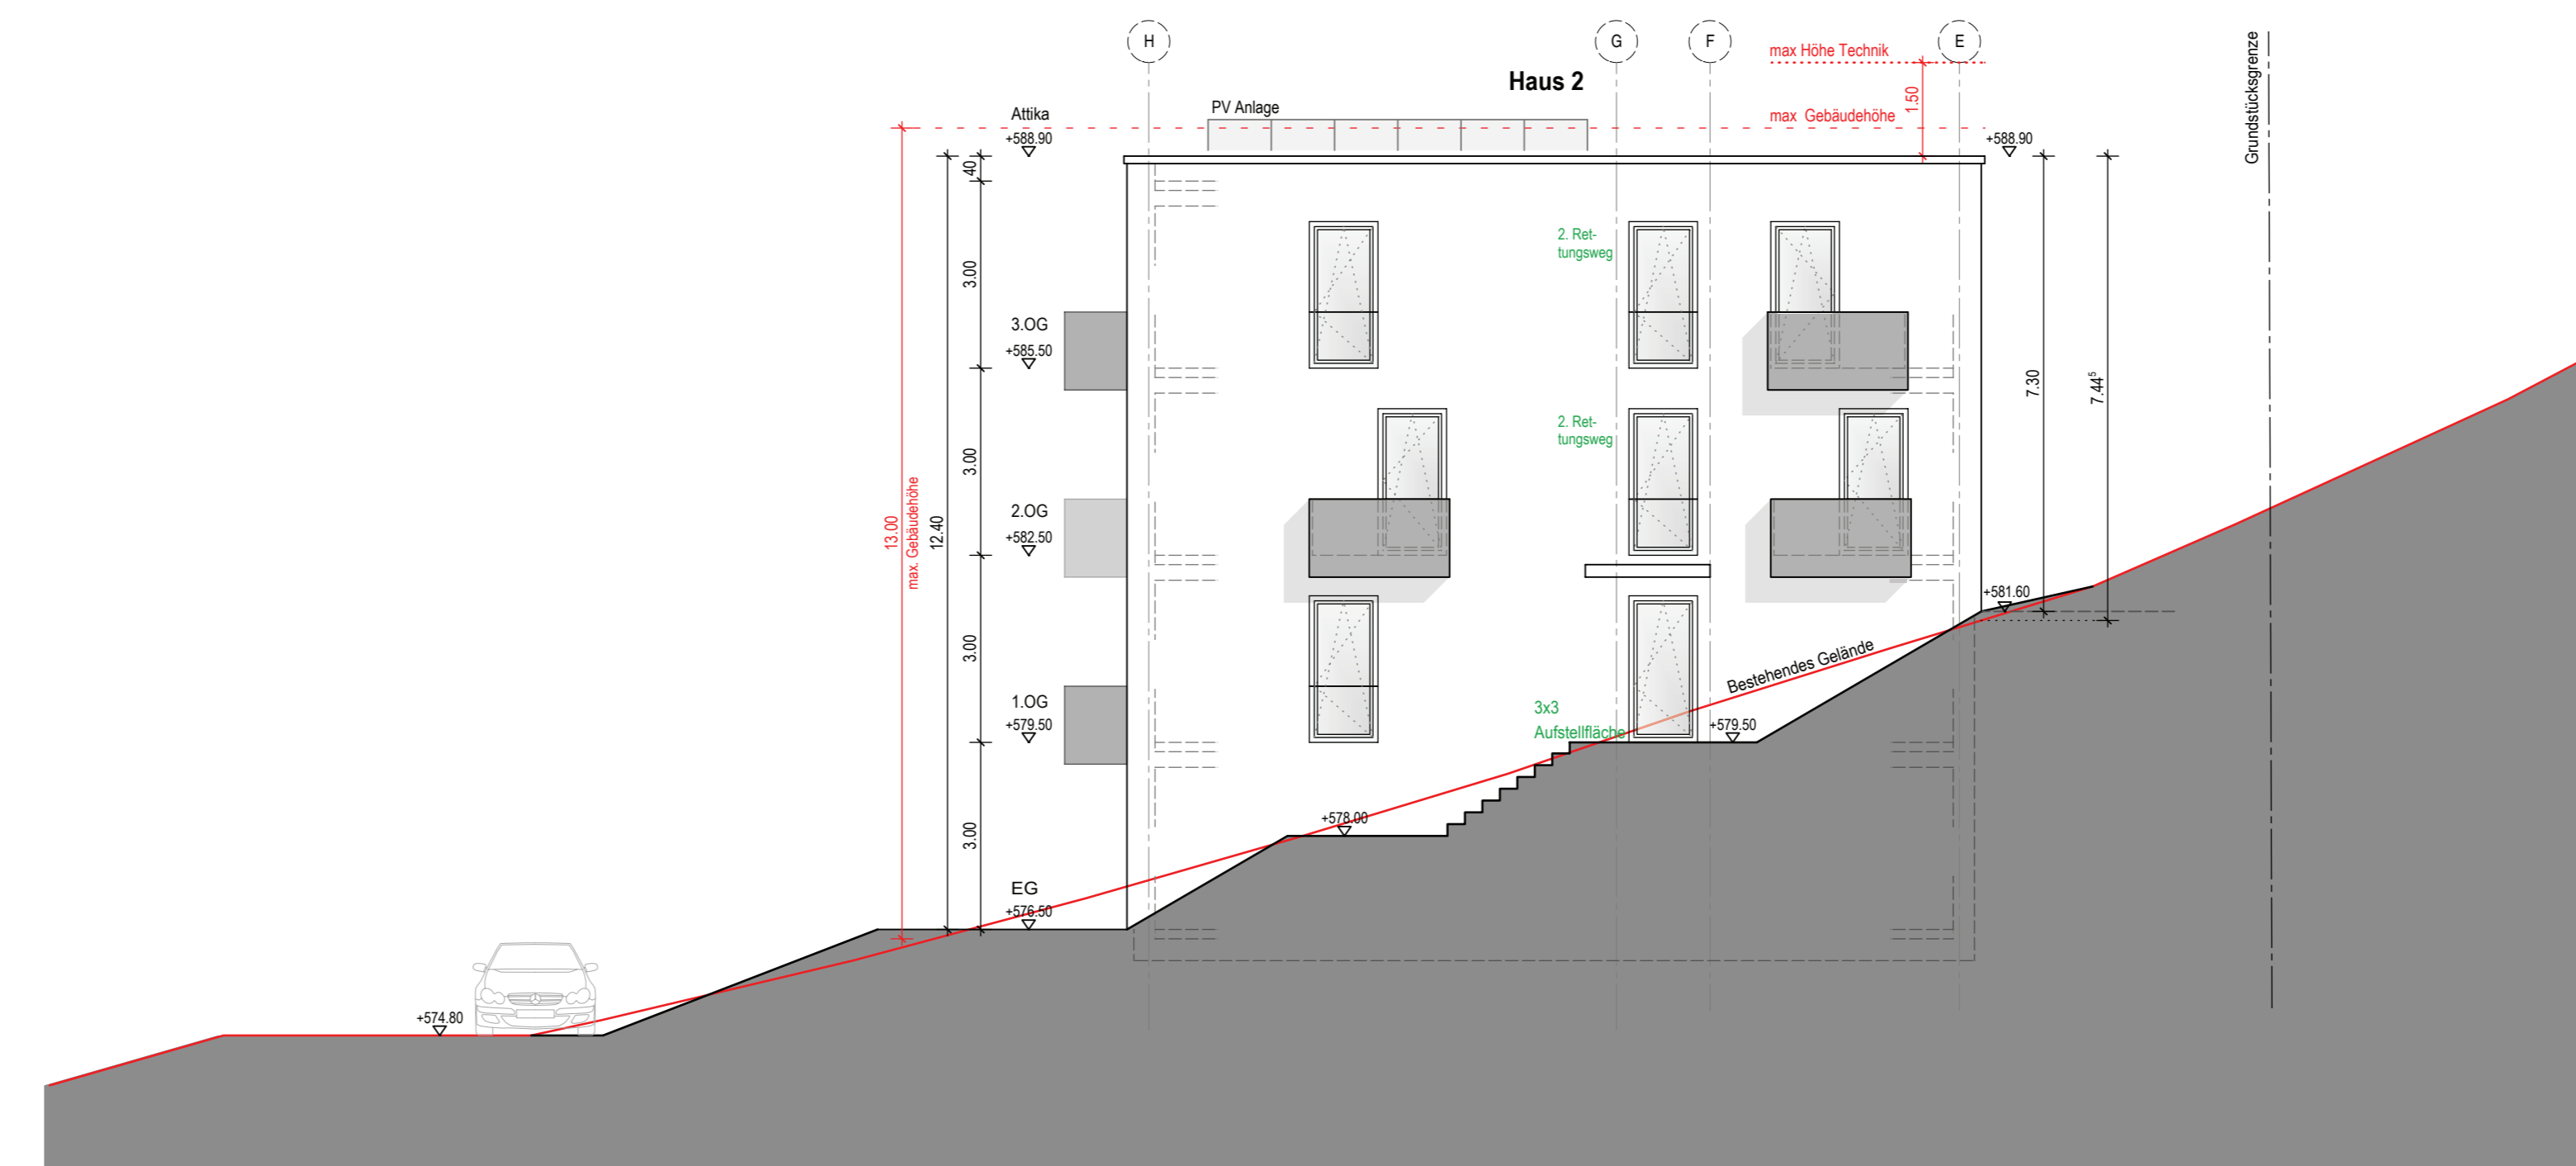 H
G
F
E
max Höhe Technik
Haus 2
1.50
PV Anlage
max Gebäudehöhe
Grundstücksgrenze
Attika
+588.90
+588.90
40
3.00
2. Ret-
tungsweg
3.OG
+585.50
7.30
7.44⁵
2. Ret-
tungsweg
3.00
2.OG
+582.50
13.00
max. Gebäudehöhe
12.40
+581.60
3.00
Bestehendes Gelände
1.OG
+579.50
3x3
Aufstellfläche
+579.50
+578.00
3.00
EG
+576.50
+574.80